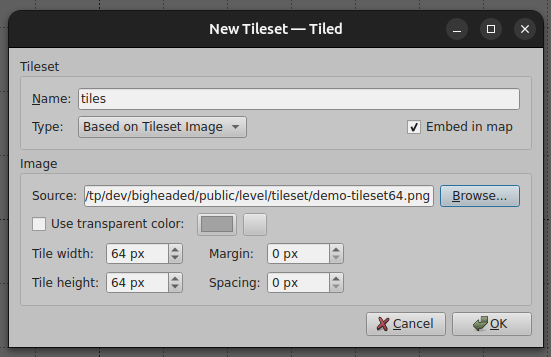 New Tileset — Tiled
Tileset
Name: tiles
Type: Based on Tileset Image Embed in map
Image
Source: /tp/dev/bigheaded/public/level/tileset/demo-tileset64.png Browse...
Use transparent color:
Tile width: 64 px Margin: 0 px
Tile height: 64 px Spacing: 0 px
Cancel OK